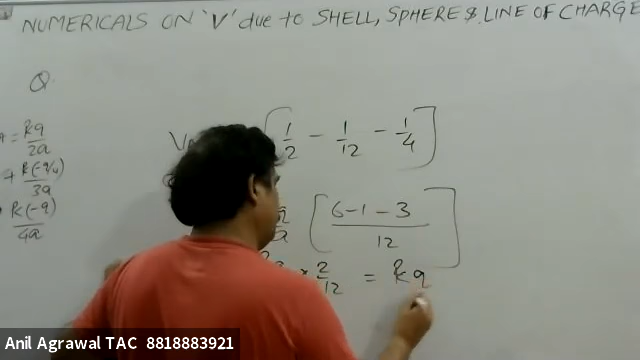 NUMERICALS ON 'V' due to SHELL, SPHERE & LINE OF CHARGE
Q
= kq/2a
+ k(-q/4)/3a
k(-q)/4a
V [1/2 - 1/12 - 1/4]
[6-1-3/12]
× 2/12 = kq
Anil Agrawal TAC 8818883921